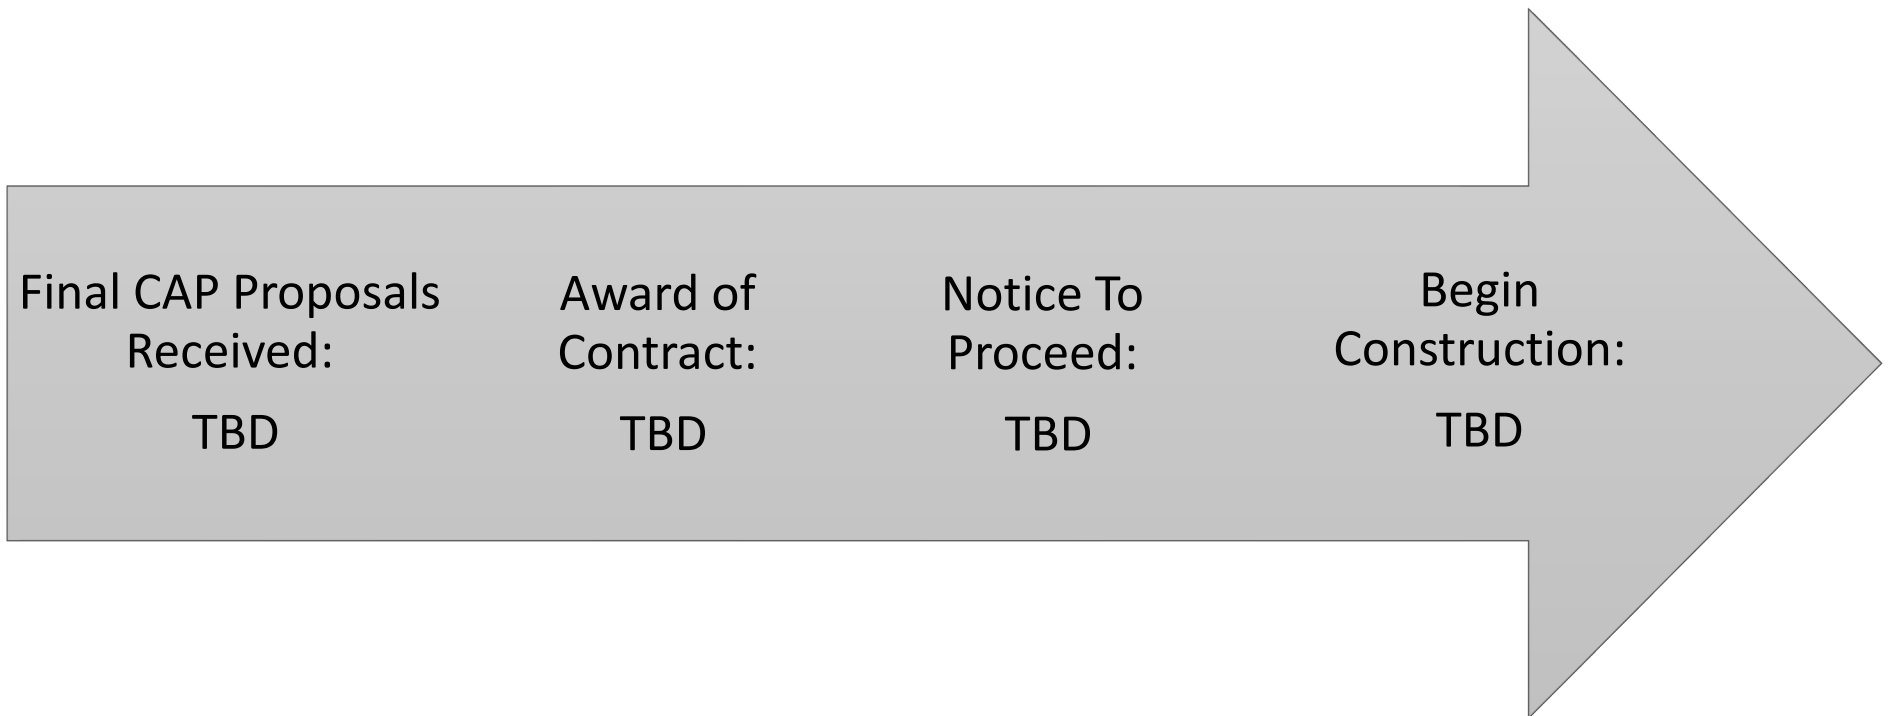 Final CAP Proposals
Received:
TBD
Award of
Contract:
TBD
Notice To
Proceed:
TBD
Begin
Construction:
TBD